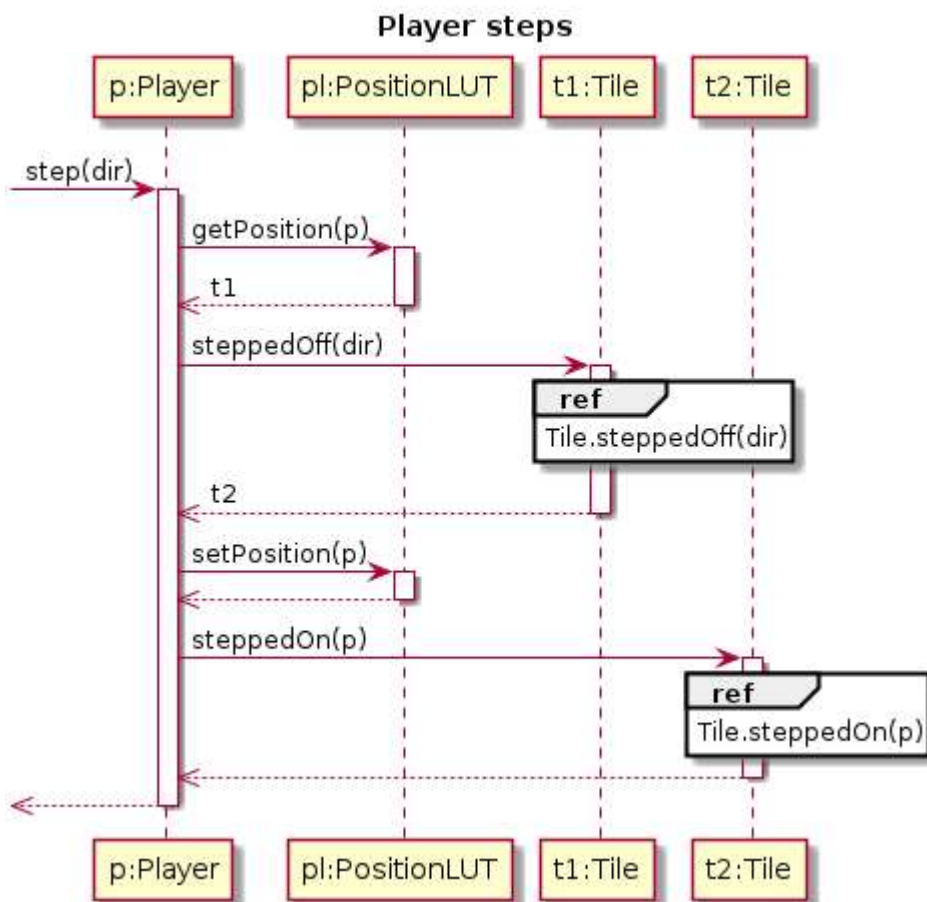 Player steps
p:Player pl:PositionLUT t1:Tile t2:Tile
step(dir)
getPosition(p)
t1
steppedOff(dir)
ref
Tile.steppedOff(dir)
t2
setPosition(p)
steppedOn(p)
ref
Tile.steppedOn(p)
p:Player pl:PositionLUT t1:Tile t2:Tile